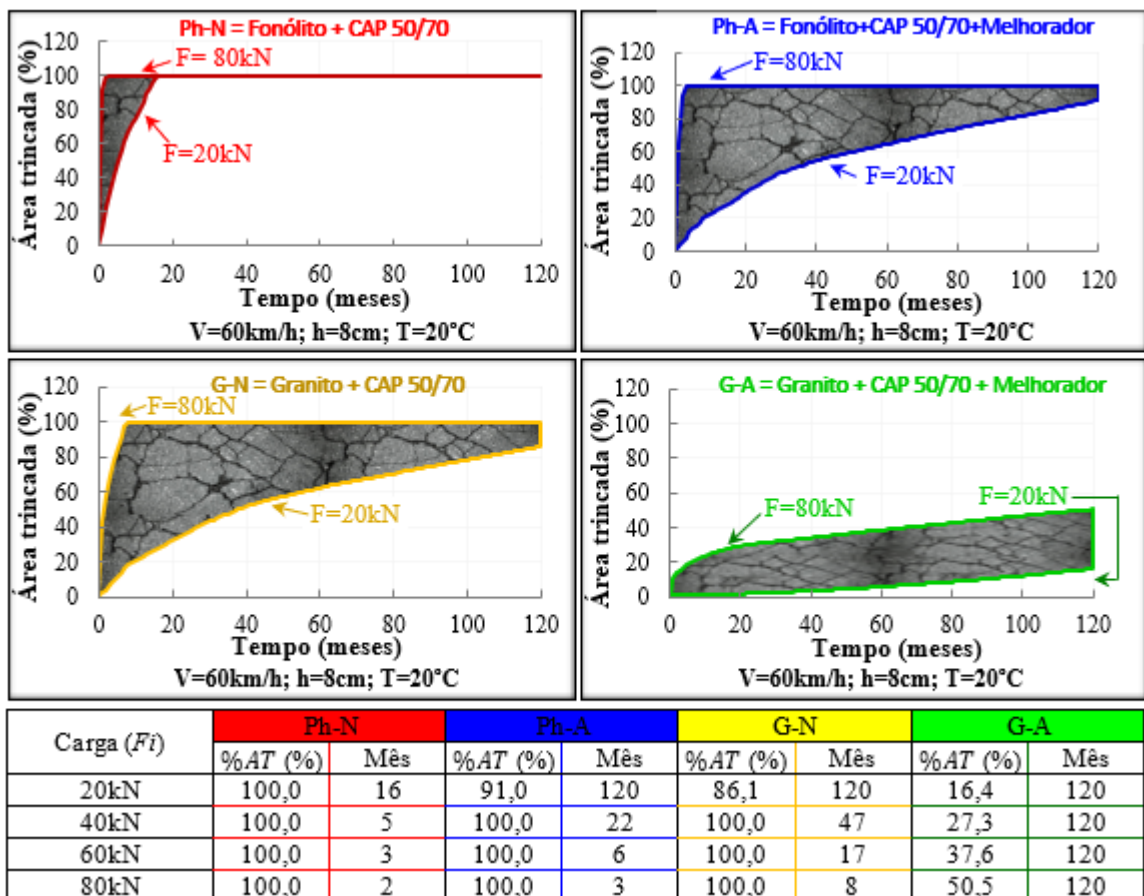 Ph-N = Fonólito + CAP 50/70
F= 80kN
F=20kN
Área trincada (%)
120
100
80
60
40
20
0
0 20 40 60 80 100 120
Tempo (meses)
V=60km/h; h=8cm; T=20°C
Ph-A = Fonólito+CAP 50/70+Melhorador
F=80kN
F=20kN
Área trincada (%)
120
100
80
60
40
20
0
0 20 40 60 80 100 120
Tempo (meses)
V=60km/h; h=8cm; T=20°C
G-N = Granito + CAP 50/70
F=80kN
F=20kN
Área trincada (%)
120
100
80
60
40
20
0
0 20 40 60 80 100 120
Tempo (meses)
V=60km/h; h=8cm; T=20°C
G-A = Granito + CAP 50/70 + Melhorador
F=20kN
F=80kN
Área trincada (%)
120
100
80
60
40
20
0
0 20 40 60 80 100 120
Tempo (meses)
V=60km/h; h=8cm; T=20°C
Carga (Fi) Ph-N Ph-A G-N G-A
%AT (%) Mês %AT (%) Mês %AT (%) Mês %AT (%) Mês
20kN 100,0 16 91,0 120 86,1 120 16,4 120
40kN 100,0 5 100,0 22 100,0 47 27,3 120
60kN 100,0 3 100,0 6 100,0 17 37,6 120
80kN 100,0 2 100,0 3 100,0 8 50,5 120